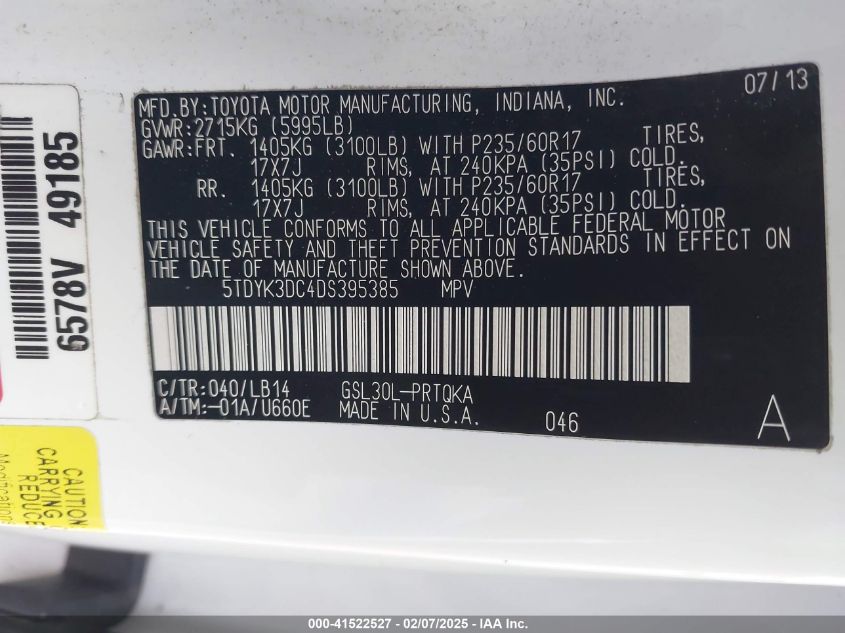 07/13
MFD.BY:TOYOTA MOTOR MANUFACTURING, INDIANA, INC.
GVWR:2715KG (5995LB)
GAWR:FRT. 1405KG (3100LB) WITH P235/60R17 TIRES,
17X7J RIMS, AT 240KPA (35PSI) COLD.
RR. 1405KG (3100LB) WITH P235/60R17 TIRES,
17X7J RIMS, AT 240KPA (35PSI) COLD.
THIS VEHICLE CONFORMS TO ALL APPLICABLE FEDERAL MOTOR
VEHICLE SAFETY AND THEFT PREVENTION STANDARDS IN EFFECT ON
THE DATE OF MANUFACTURE SHOWN ABOVE.
5TDYK3DC4DS395385 MPV
C/TR:040/LB14 GSL30L-PRTQKA
A/TM:-01A/U660E MADE IN U.S.A. 046 A
6578V 49185
CAUTION
CARRYING
REDUCE
Modification
000-41522527 | 02/07/2025 - IAA Inc.